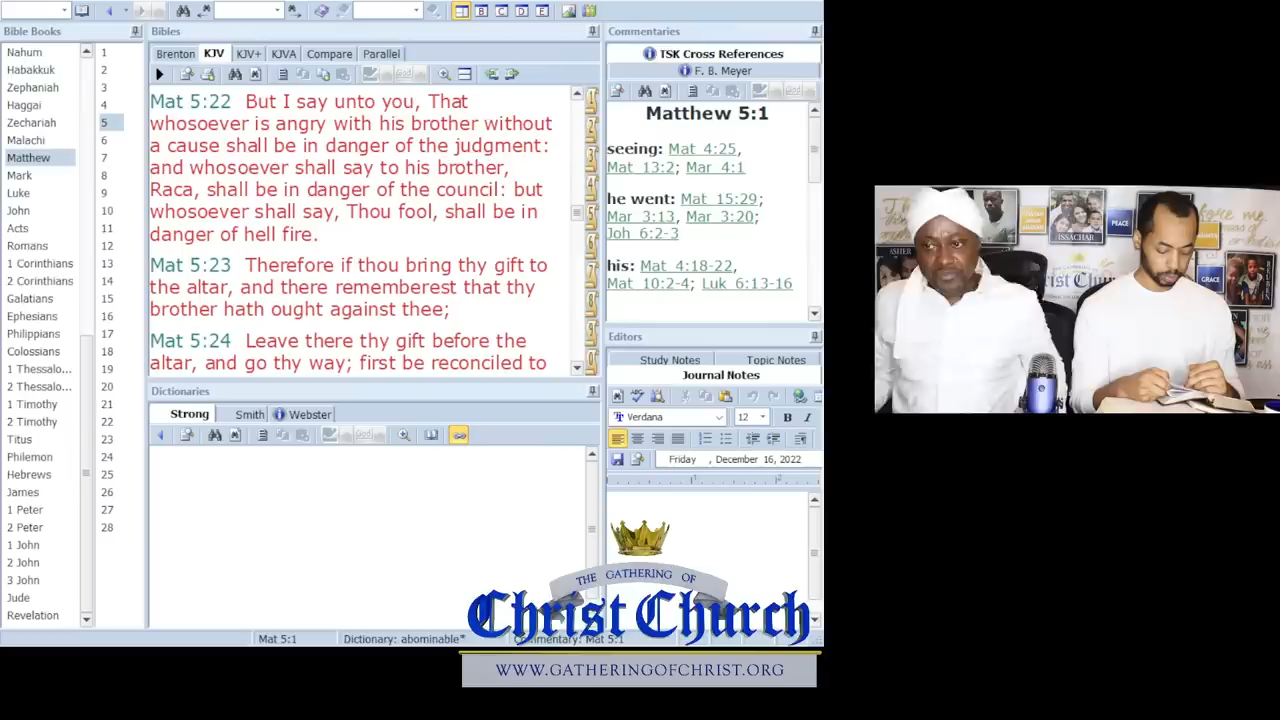 Bible Books
Nahum
Habakkuk
Zephaniah
Haggai
Zechariah
Malachi
Matthew
Mark
Luke
John
Acts
Romans
1 Corinthians
2 Corinthians
Galatians
Ephesians
Philippians
Colossians
1 Thessalo...
2 Thessalo...
1 Timothy
2 Timothy
Titus
Philemon
Hebrews
James
1 Peter
2 Peter
1 John
2 John
3 John
Jude
Revelation
1
2
3
4
5
6
7
8
9
10
11
12
13
14
15
16
17
18
19
20
21
22
23
24
25
26
27
28
B C D E
Bibles
Brenton KJV KJV+ KJVA Compare Parallel
Mat 5:22 But I say unto you, That
whosoever is angry with his brother without
a cause shall be in danger of the judgment:
and whosoever shall say to his brother,
Raca, shall be in danger of the council: but
whosoever shall say, Thou fool, shall be in
danger of hell fire.
Mat 5:23 Therefore if thou bring thy gift to
the altar, and there rememberest that thy
brother hath ought against thee;
Mat 5:24 Leave there thy gift before the
altar, and go thy way; first be reconciled to
Dictionaries
Strong Smith Webster
Commentaries
TSK Cross References
F. B. Meyer
Matthew 5:1
seeing: Mat 4:25,
Mat 13:2; Mar 4:1
he went: Mat 15:29;
Mar 3:13, Mar 3:20;
Joh 6:2-3
his: Mat 4:18-22,
Mat 10:2-4; Luk 6:13-16
Editors
Study Notes Topic Notes
Journal Notes
Verdana 12 B I
Friday , December 16, 2022
Mat 5:1 Dictionary: abominable* Commentary: Mat 5:1
THE GATHERING OF
Christ Church
WWW.GATHERINGOFCHRIST.ORG
ASHER
ISSACHAR
PEACE
GRACE